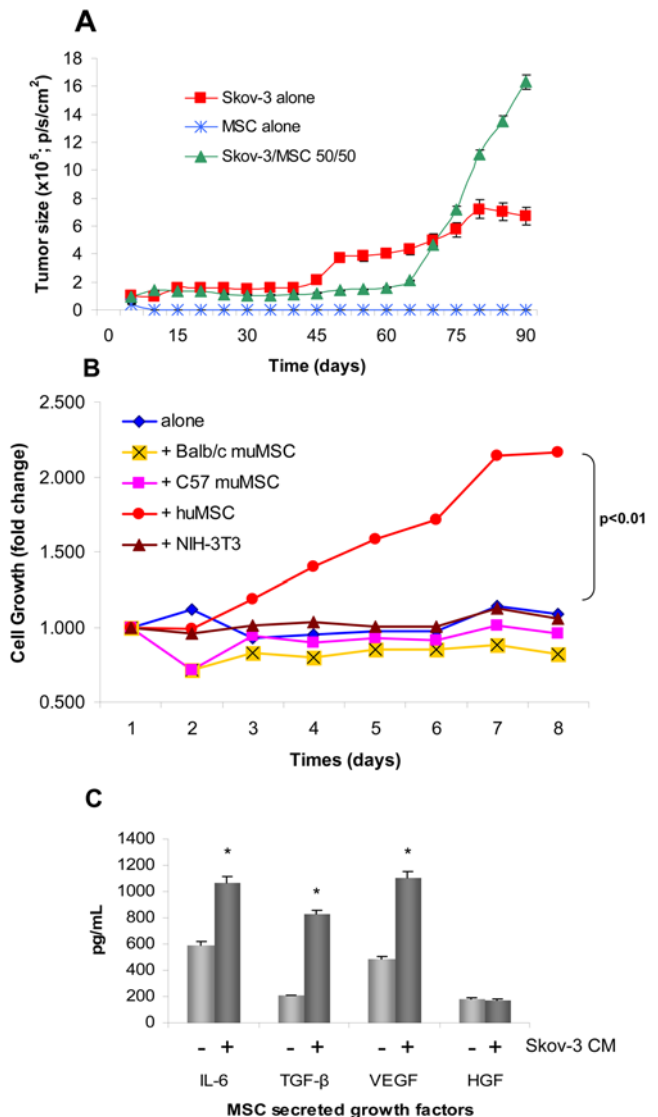 A
18
16
14
12
10
8
6
4
2
0
Tumor size (x10⁵; p/s/cm²)
Skov-3 alone
MSC alone
Skov-3/MSC 50/50
0 15 30 45 60 75 90
Time (days)
B
2.500
2.000
1.500
1.000
0.500
Cell Growth (fold change)
alone
+ Balb/c muMSC
+ C57 muMSC
+ huMSC
+ NIH-3T3
p<0.01
1 2 3 4 5 6 7 8
Times (days)
C
1400
1200
1000
800
600
400
200
0
pg/mL
* * *
- + - + - + - + Skov-3 CM
IL-6 TGF-β VEGF HGF
MSC secreted growth factors